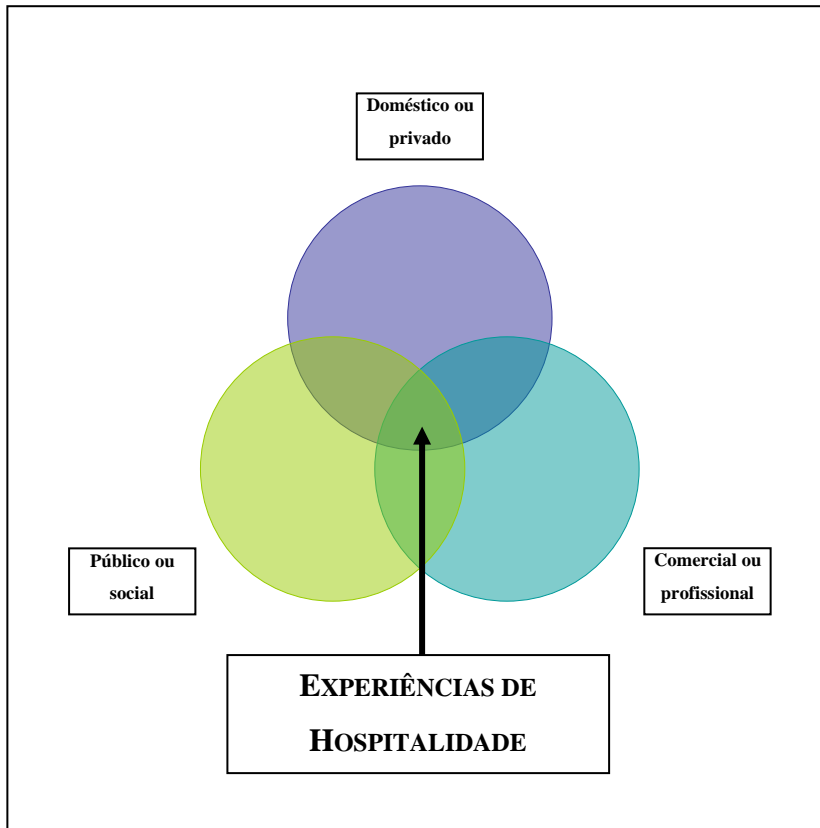 Doméstico ou
privado
Público ou
social
Comercial ou
profissional
EXPERIÊNCIAS DE
HOSPITALIDADE